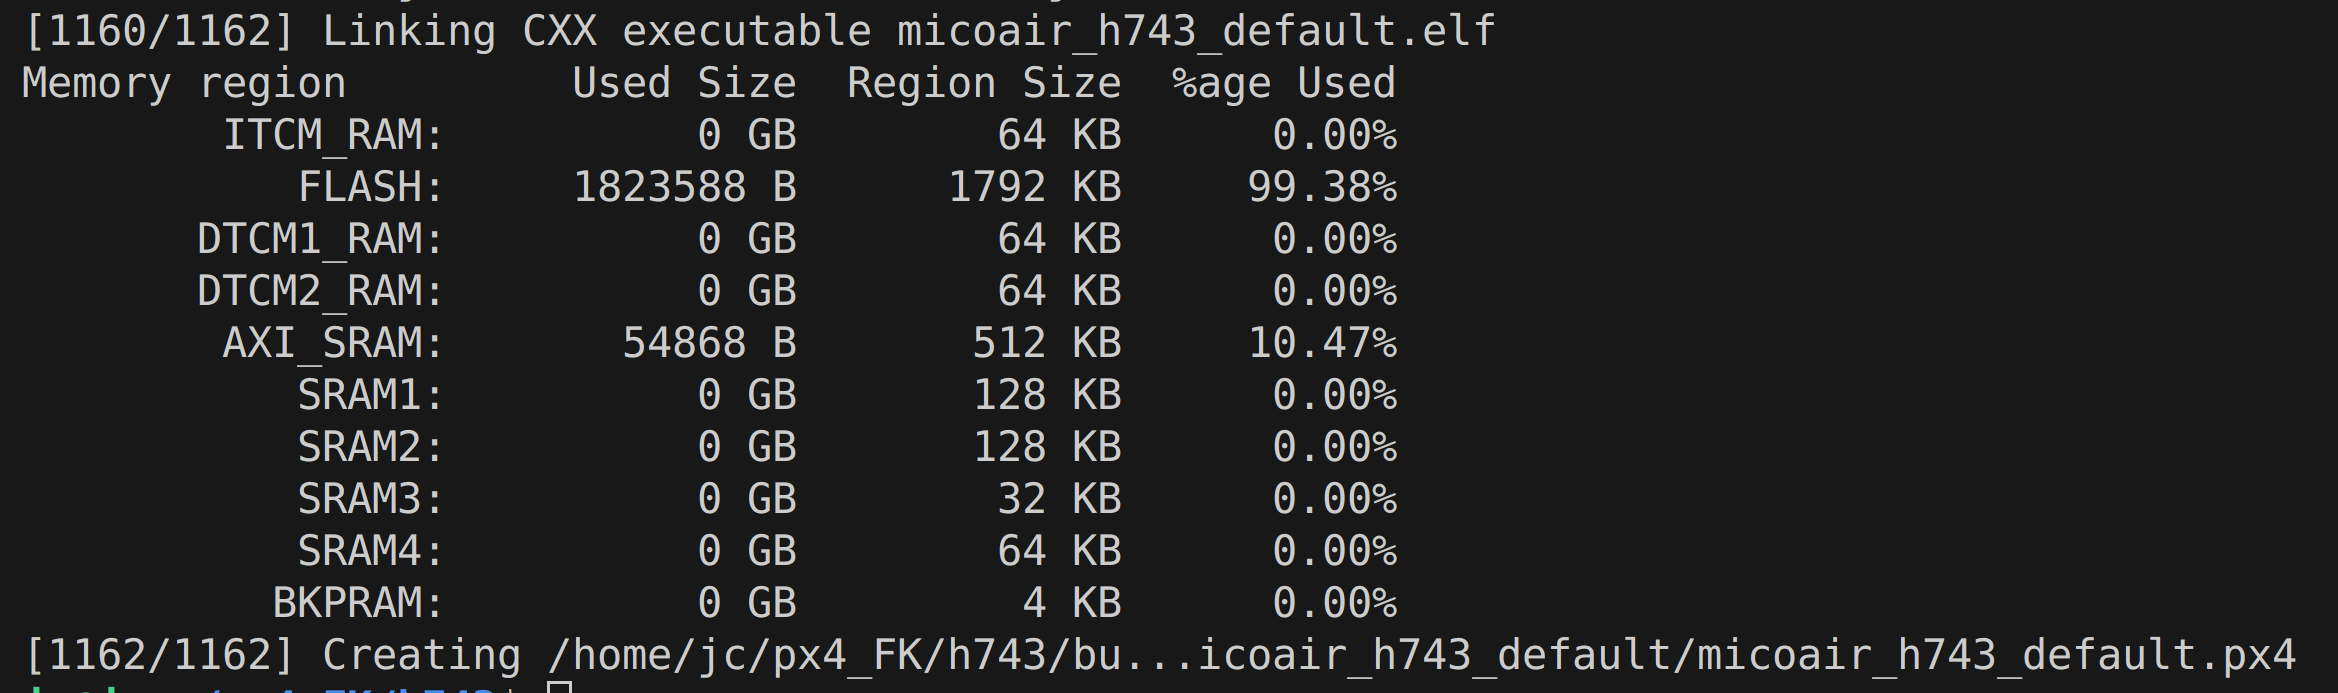 [1160/1162] Linking CXX executable micoair_h743_default.elf
Memory region         Used Size  Region Size  %age Used
        ITCM_RAM:          0 GB        64 KB      0.00%
           FLASH:     1823588 B      1792 KB     99.38%
       DTCM1_RAM:          0 GB        64 KB      0.00%
       DTCM2_RAM:          0 GB        64 KB      0.00%
        AXI_SRAM:       54868 B       512 KB     10.47%
           SRAM1:          0 GB       128 KB      0.00%
           SRAM2:          0 GB       128 KB      0.00%
           SRAM3:          0 GB        32 KB      0.00%
           SRAM4:          0 GB        64 KB      0.00%
          BKPRAM:          0 GB         4 KB      0.00%
[1162/1162] Creating /home/jc/px4_FK/h743/bu...icoair_h743_default/micoair_h743_default.px4